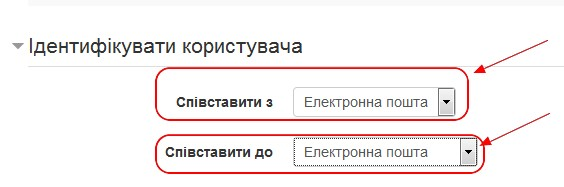 Ідентифікувати користувача
Співставити з Електронна пошта
Співставити до Електронна пошта